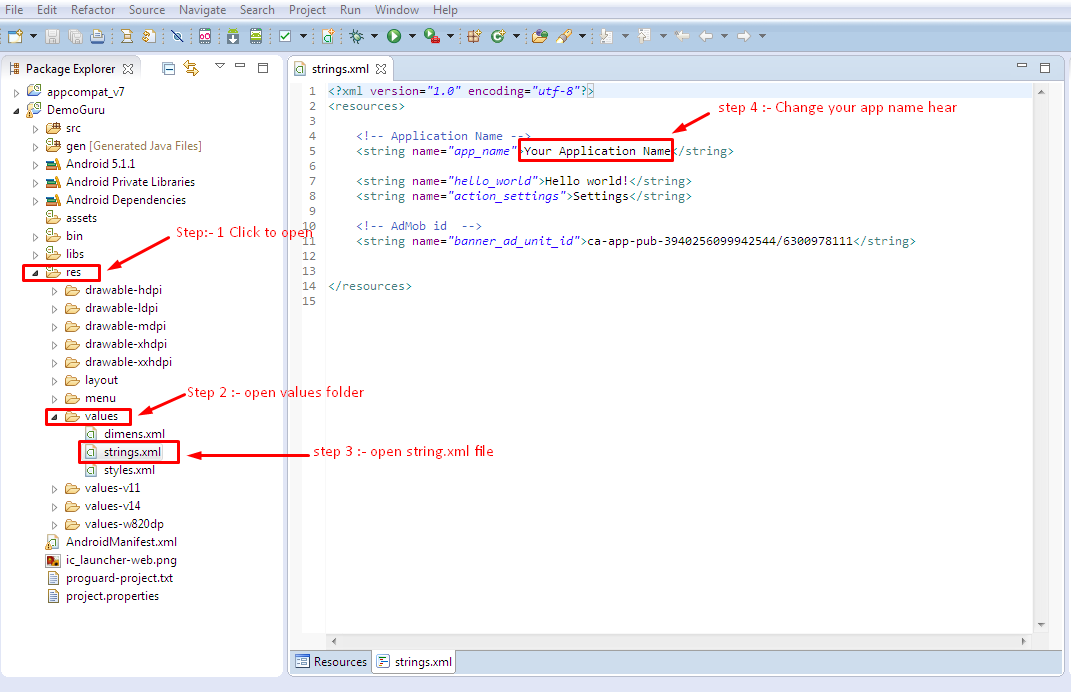 File Edit Refactor Source Navigate Search Project Run Window Help
Package Explorer
appcompat_v7
DemoGuru
src
gen [Generated Java Files]
Android 5.1.1
Android Private Libraries
Android Dependencies
assets
bin
libs
res
drawable-hdpi
drawable-ldpi
drawable-mdpi
drawable-xhdpi
drawable-xxhdpi
layout
menu
values
dimens.xml
strings.xml
styles.xml
values-v11
values-v14
values-w820dp
AndroidManifest.xml
ic_launcher-web.png
proguard-project.txt
project.properties
Step:- 1 Click to open
Step 2 :- open values folder
step 3 :- open string.xml file
step 4 :- Change your app name hear
strings.xml
1 <?xml version="1.0" encoding="utf-8"?>
2 <resources>
3
4 <!-- Application Name -->
5 <string name="app_name">Your Application Name</string>
6
7 <string name="hello_world">Hello world!</string>
8 <string name="action_settings">Settings</string>
9
10 <!-- AdMob id -->
11 <string name="banner_ad_unit_id">ca-app-pub-3940256099942544/6300978111</string>
12
13
14 </resources>
15
Resources strings.xml